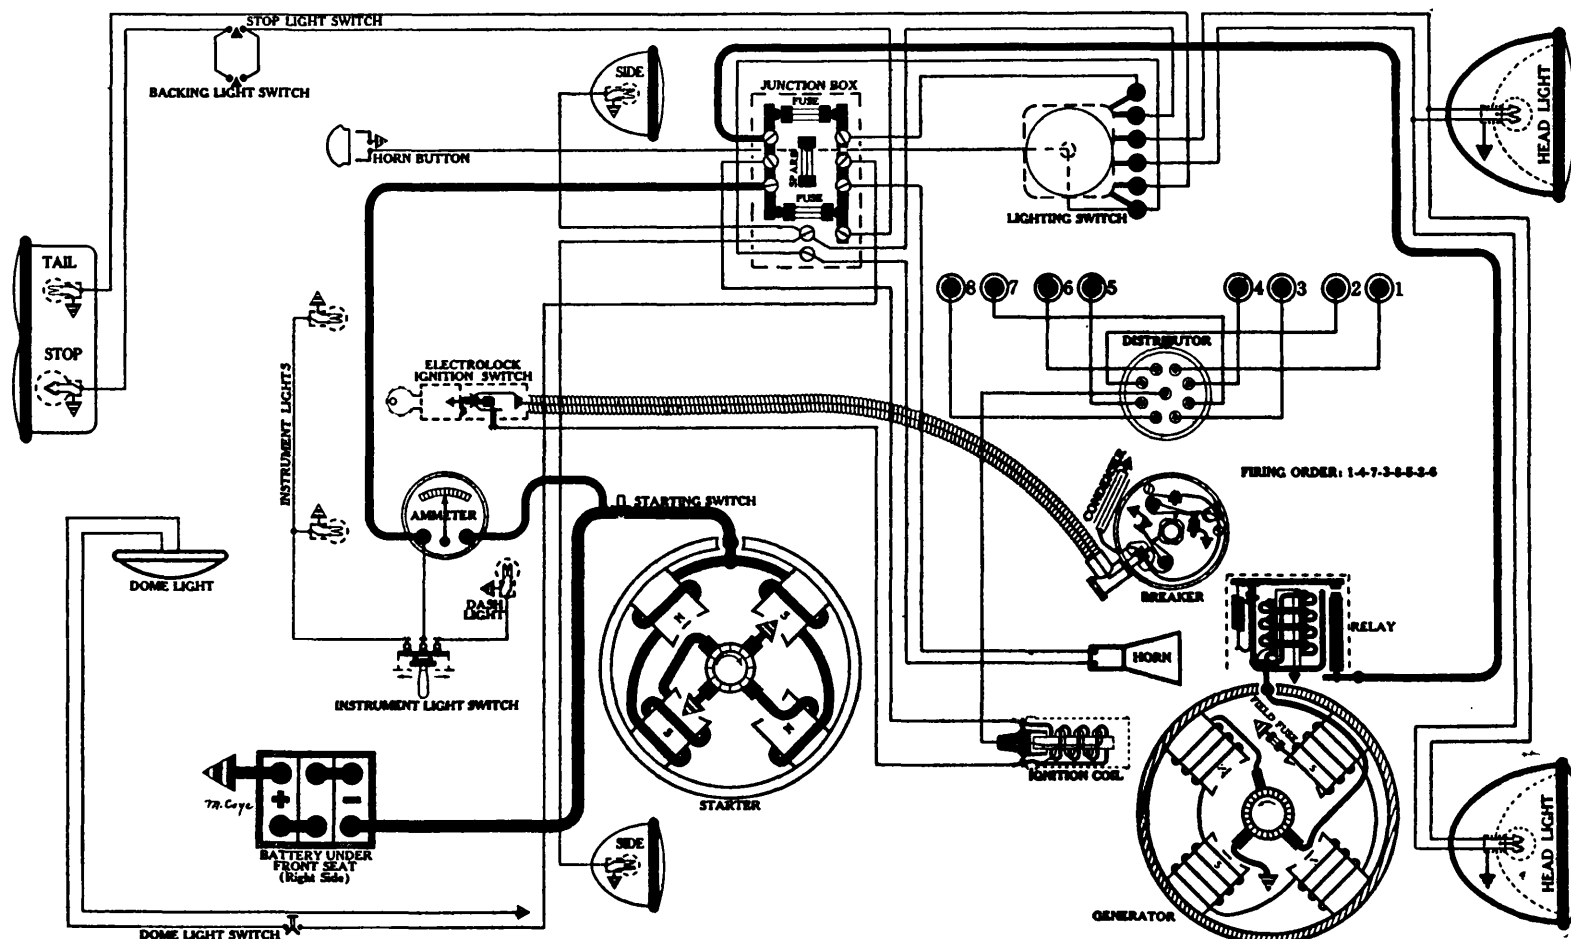 STOP LIGHT SWITCH
BACKING LIGHT SWITCH
SIDE
HORN BUTTON
JUNCTION BOX
FUSE
SPARE
FUSE
LIGHTING SWITCH
HEAD LIGHT
TAIL
STOP
INSTRUMENT LIGHTS
ELECTROLOCK
IGNITION SWITCH
8 7 6 5 4 3 2 1
DISTRIBUTOR
FIRING ORDER: 1-4-7-3-8-5-2-6
CONDENSER
BREAKER
AMMETER
STARTING SWITCH
DOME LIGHT
DASH
LIGHT
INSTRUMENT LIGHT SWITCH
N
S
S
N
STARTER
HORN
RELAY
FIELD FUSE
IGNITION COIL
N
S
S
N
GENERATOR
M. Coye
+ −
BATTERY UNDER
FRONT SEAT
(Right Side)
SIDE
HEAD LIGHT
DOME LIGHT SWITCH